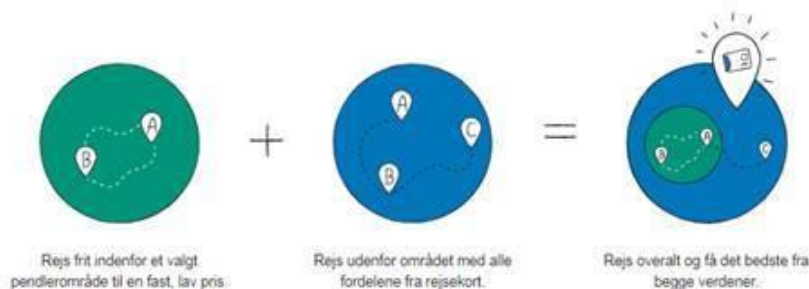 A
B
+
A
C
B
=
B
A
C
Rejs frit indenfor et valgt
pendlerområde til en fast, lav pris
Rejs udenfor området med alle
fordelene fra rejsekort.
Rejs overalt og få det bedste fra
begge verdener.